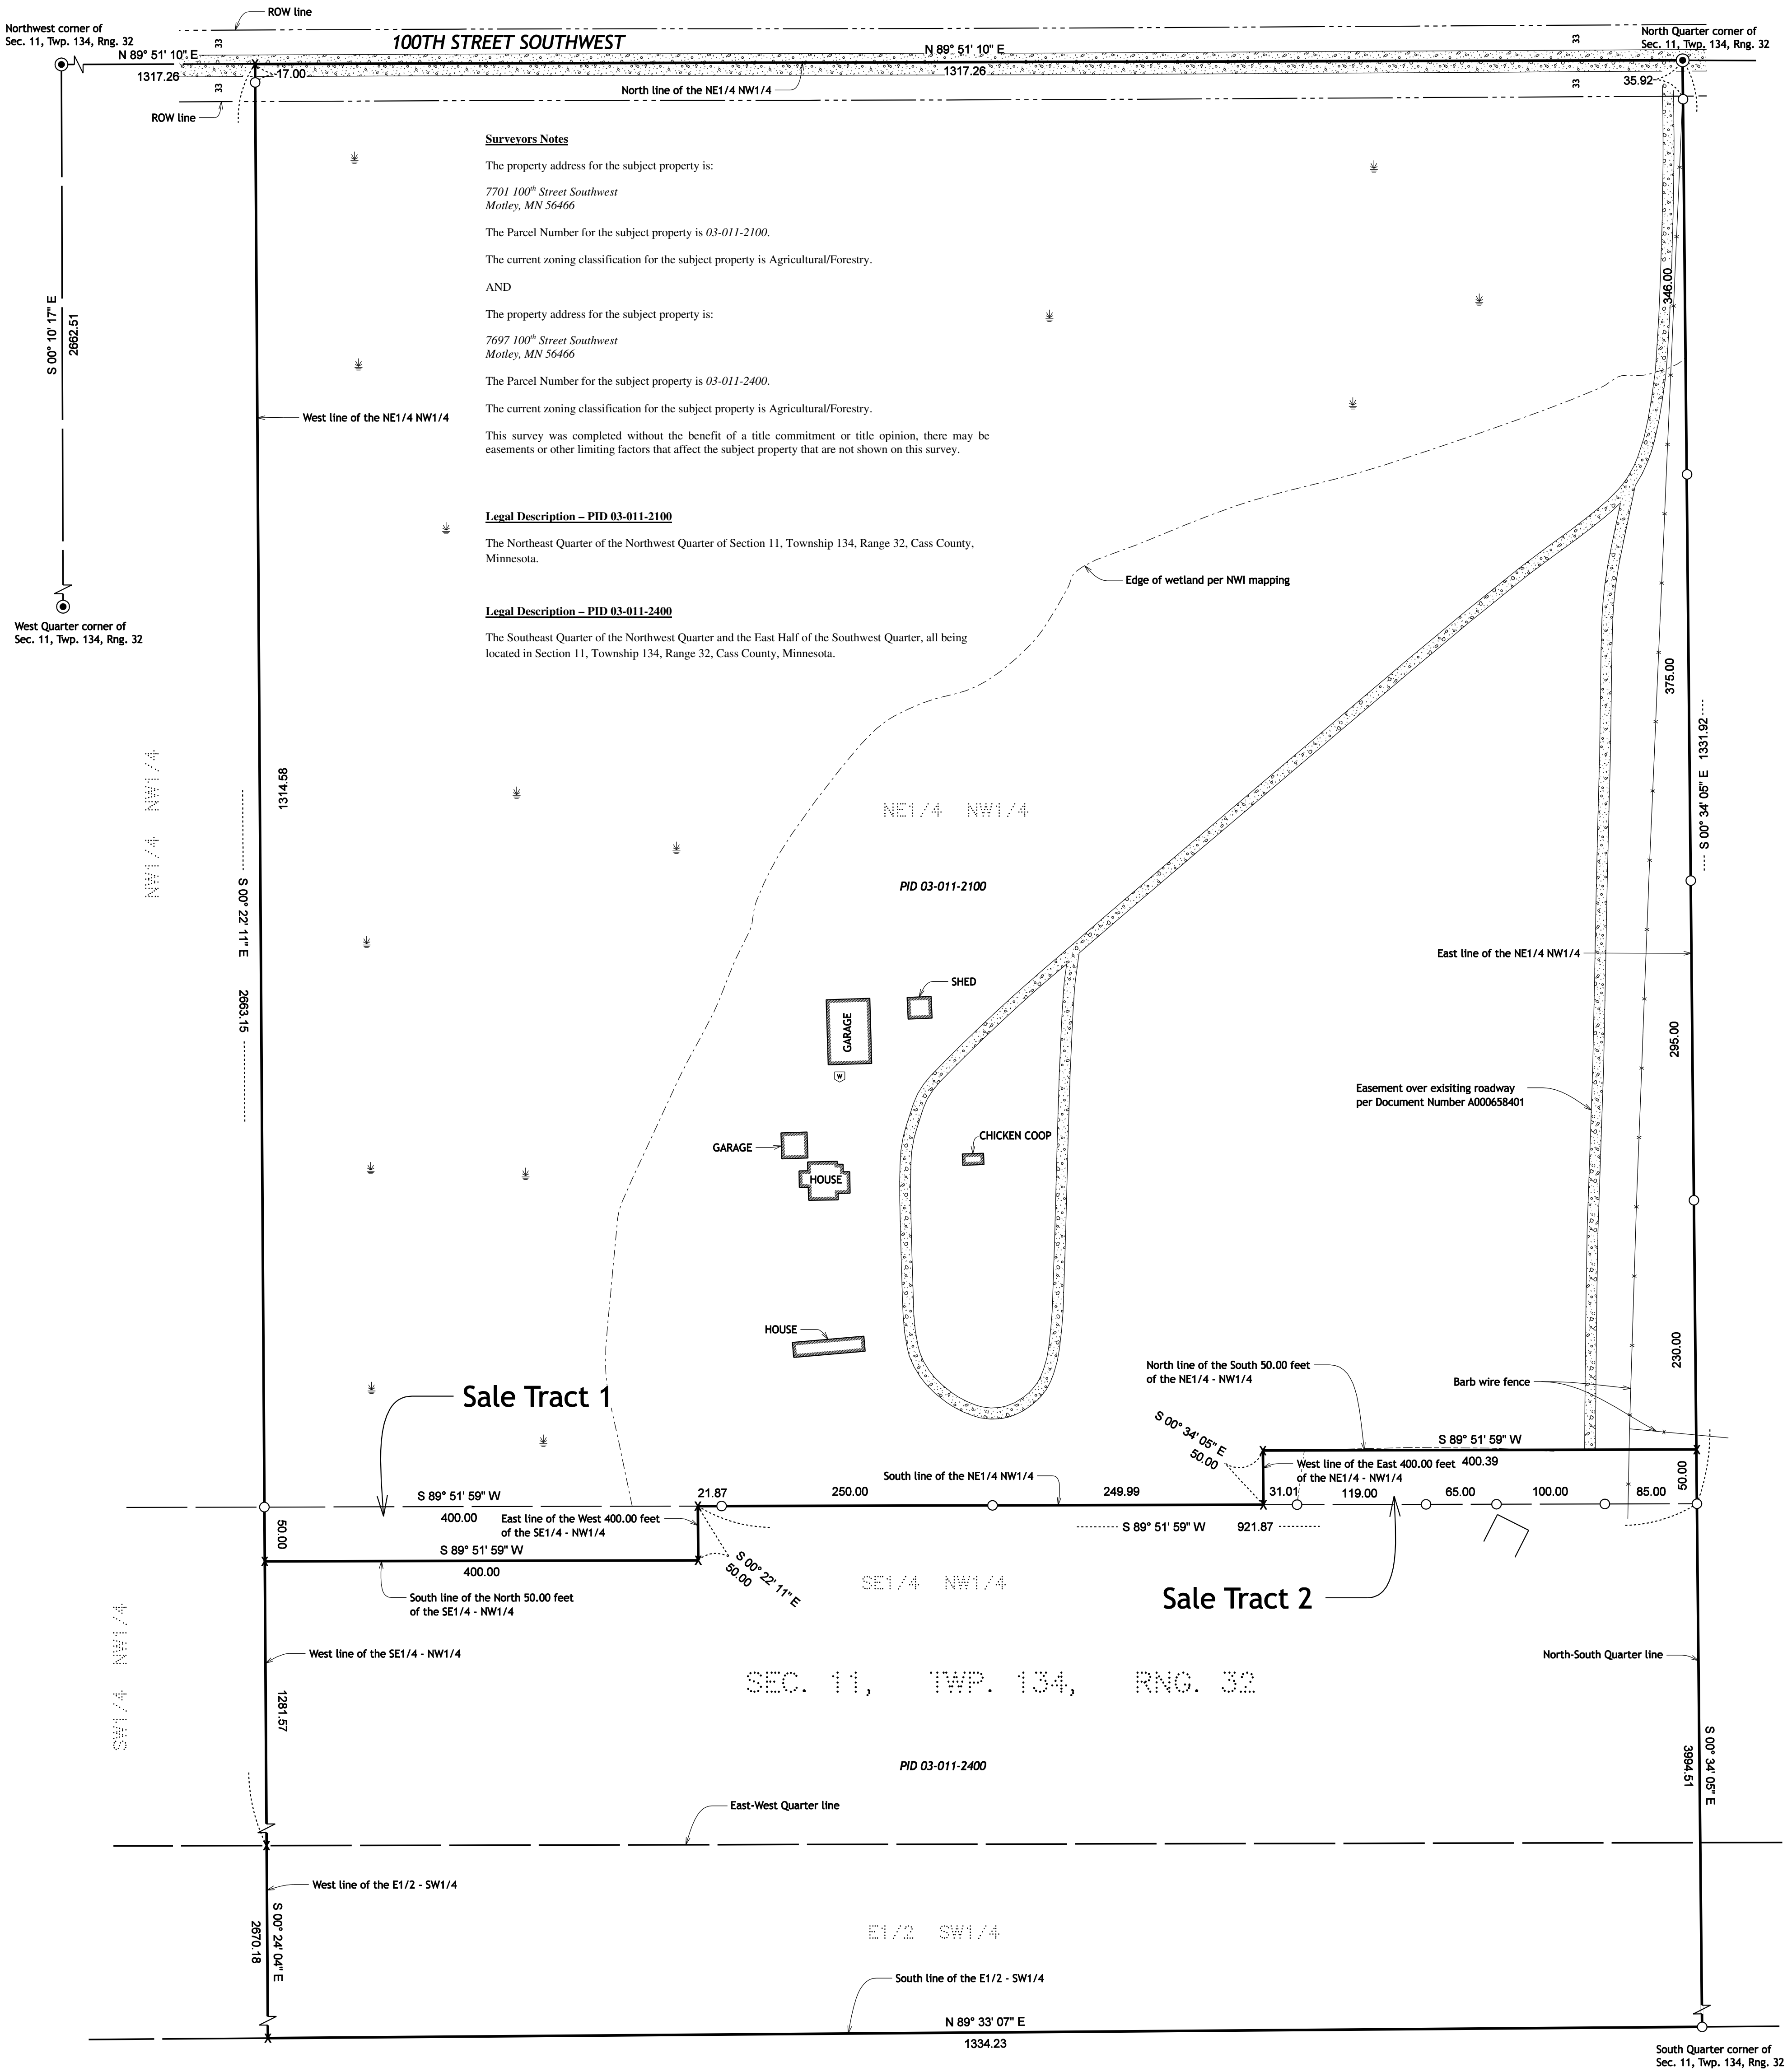 ROW line
Northwest corner of
Sec. 11, Twp. 134, Rng. 32
33
100TH STREET SOUTHWEST
33
North Quarter corner of
Sec. 11, Twp. 134, Rng. 32
N 89° 51' 10" E
N 89° 51' 10" E
1317.26
17.00
1317.26
33
North line of the NE1/4 NW1/4
33
35.92
ROW line
Surveyors Notes
The property address for the subject property is:
7701 100th Street Southwest
Motley, MN 56466
The Parcel Number for the subject property is 03-011-2100.
The current zoning classification for the subject property is Agricultural/Forestry.
AND
The property address for the subject property is:
7697 100th Street Southwest
Motley, MN 56466
The Parcel Number for the subject property is 03-011-2400.
The current zoning classification for the subject property is Agricultural/Forestry.
This survey was completed without the benefit of a title commitment or title opinion, there may be
easements or other limiting factors that affect the subject property that are not shown on this survey.
S 00° 10' 17" E
2662.51
346.00
West line of the NE1/4 NW1/4
Legal Description – PID 03-011-2100
The Northeast Quarter of the Northwest Quarter of Section 11, Township 134, Range 32, Cass County,
Minnesota.
Edge of wetland per NWI mapping
Legal Description – PID 03-011-2400
The Southeast Quarter of the Northwest Quarter and the East Half of the Southwest Quarter, all being
located in Section 11, Township 134, Range 32, Cass County, Minnesota.
West Quarter corner of
Sec. 11, Twp. 134, Rng. 32
375.00
S 00° 34' 05" E 1331.92
NW1/4 NW1/4
1314.58
NE1/4 NW1/4
PID 03-011-2100
S 00° 22' 11" E 2663.15
East line of the NE1/4 NW1/4
SHED
GARAGE
W
295.00
Easement over exisiting roadway
per Document Number A000658401
GARAGE
CHICKEN COOP
HOUSE
HOUSE
230.00
North line of the South 50.00 feet
of the NE1/4 - NW1/4
Barb wire fence
Sale Tract 1
S 00° 34' 05" E
50.00
S 89° 51' 59" W
400.39
West line of the East 400.00 feet
of the NE1/4 - NW1/4
50.00
South line of the NE1/4 NW1/4
S 89° 51' 59" W
400.00
21.87
250.00
249.99
31.01
119.00
65.00
100.00
85.00
East line of the West 400.00 feet
of the SE1/4 - NW1/4
S 89° 51' 59" W 921.87
50.00
S 89° 51' 59" W
400.00
S 00° 22' 11" E
50.00
South line of the North 50.00 feet
of the SE1/4 - NW1/4
SE1/4 NW1/4
Sale Tract 2
SW1/4 NW1/4
West line of the SE1/4 - NW1/4
North-South Quarter line
SEC. 11, TWP. 134, RNG. 32
1281.57
PID 03-011-2400
S 00° 34' 05" E
3994.51
East-West Quarter line
West line of the E1/2 - SW1/4
S 00° 24' 04" E
2670.18
E1/2 SW1/4
South line of the E1/2 - SW1/4
N 89° 33' 07" E
1334.23
South Quarter corner of
Sec. 11, Twp. 134, Rng. 32